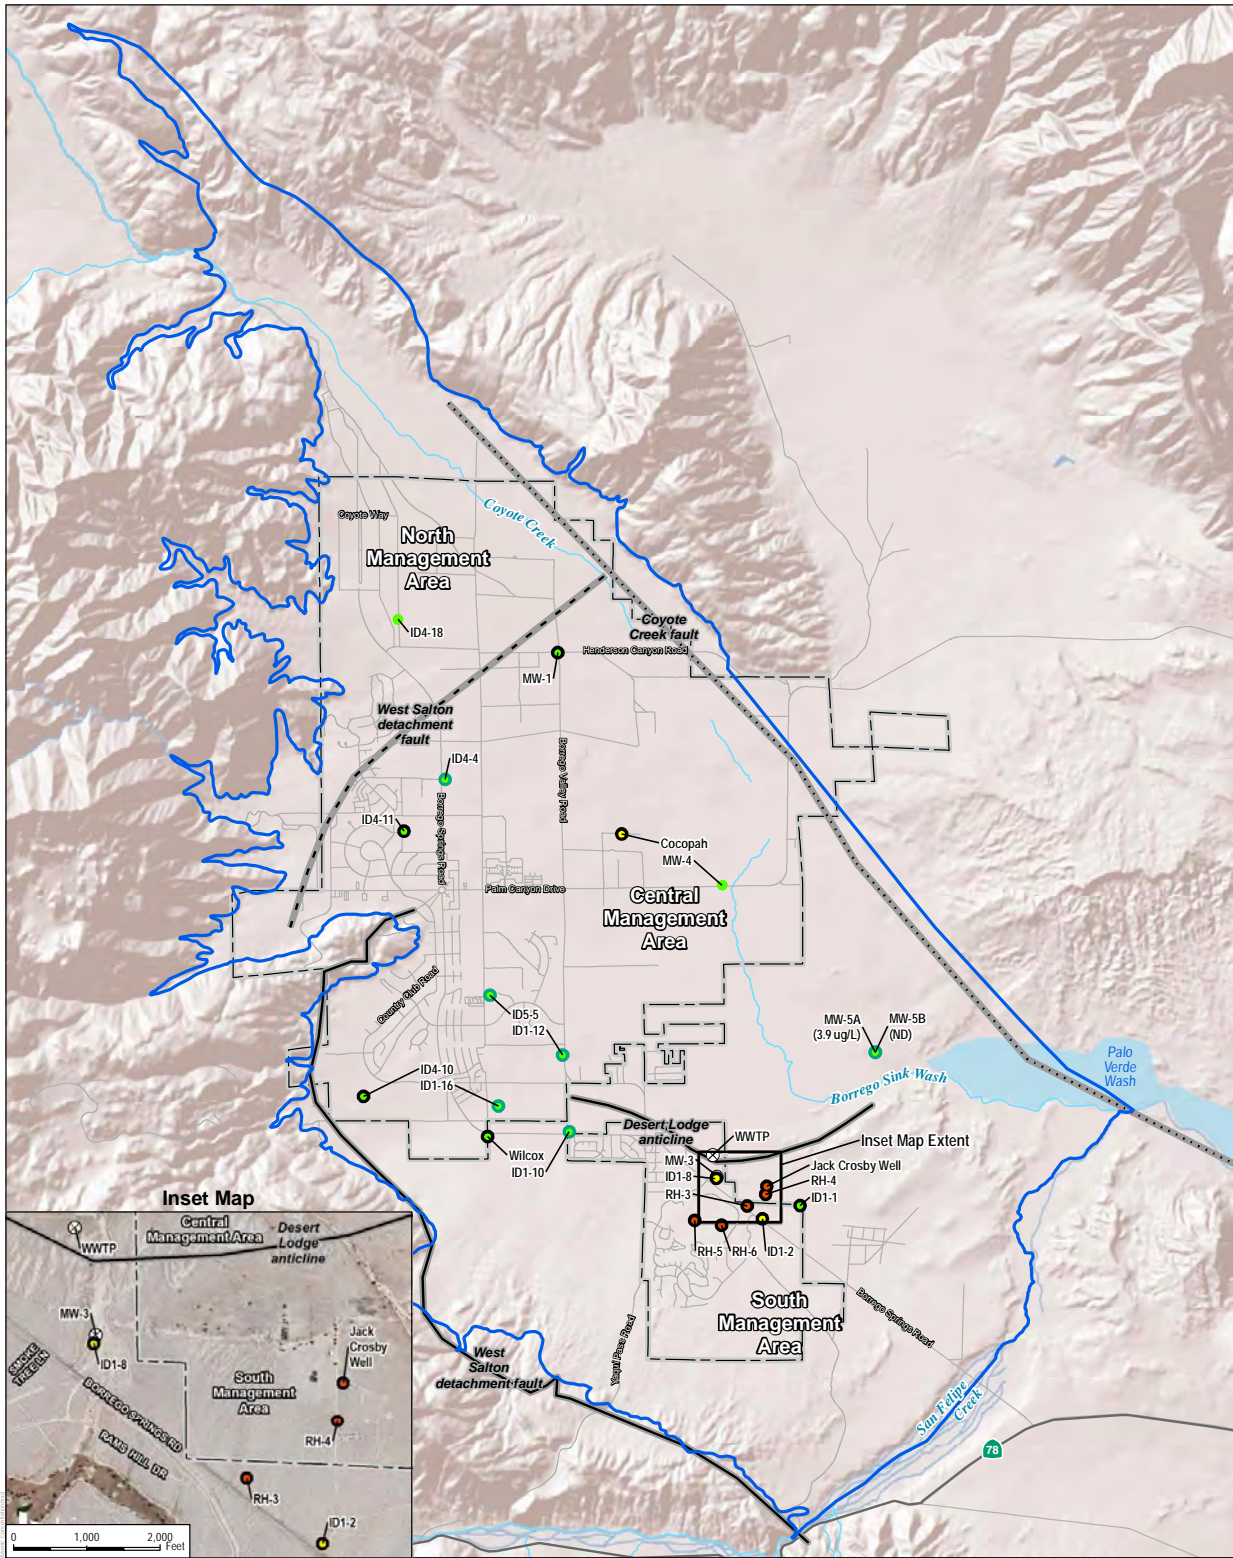 Coyote Way
North
Management
Area
Coyote Creek
ID4-18
Coyote
Creek fault
Henderson Canyon Road
MW-1
West Salton
detachment
fault
ID4-4
Borrego Valley Road
Borrego Springs Road
ID4-11
Cocopah
MW-4
Palm Canyon Drive
Central
Management
Area
Country Club Road
ID5-5
ID1-12
MW-5A
(3.9 ug/L)
MW-5B
(ND)
Palo
Verde
Wash
ID4-10
ID1-16
Borrego Sink Wash
Desert Lodge
anticline
WWTP
Inset Map Extent
Wilcox
ID1-10
MW-3
ID1-8
RH-3
Jack Crosby Well
RH-4
ID1-1
RH-5
RH-6
ID1-2
South
Management
Area
Borrego Springs Road
Yaqui Pass Road
West
Salton
detachment fault
San Felipe
Creek
78
Inset Map
Central
Management Area
Desert
Lodge
anticline
WWTP
MW-3
ID1-8
SMOKE
TREE LN
Jack
Crosby
Well
South
Management
Area
BORREGO SPRINGS RD
RAMS HILL DR
RH-4
RH-3
ID1-2
0 1,000 2,000
Feet